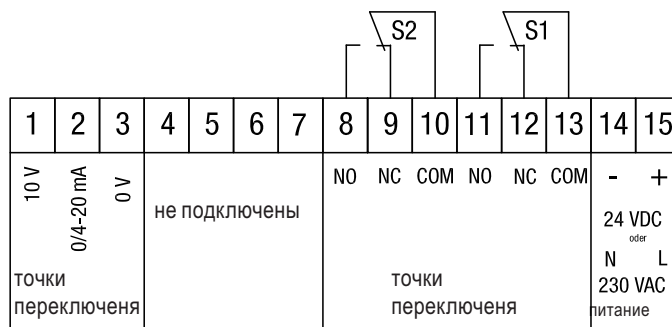 S2 S1
1 2 3 4 5 6 7 8 9 10 11 12 13 14 15
10 V 0/4-20 mA 0 V
NO NC COM NO NC COM - +
не подключены
24 VDC
oder
N L
230 VAC
питание
точки
переключеня
точки
переключеня